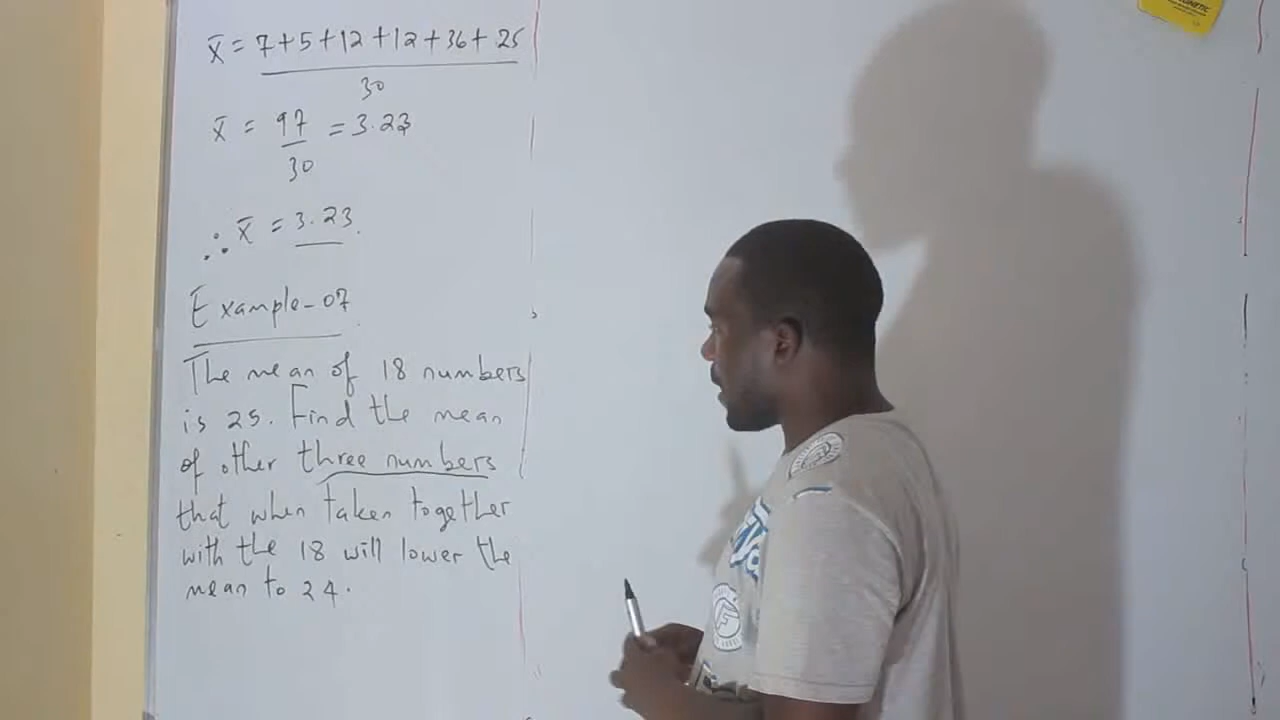 x̄ = 7+5+12+12+36+25
30
x̄ = 97 = 3.23
30
∴ x̄ = 3.23.
Example-07.
The mean of 18 numbers
is 25. Find the mean
of other three numbers
that when taken together
with the 18 will lower the
mean to 24.